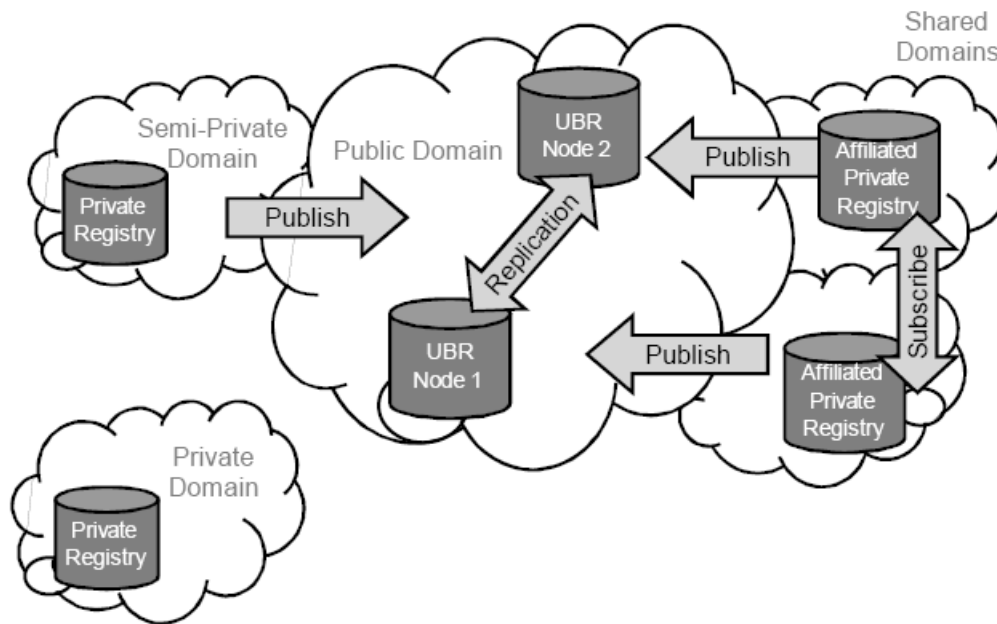 Shared
Domains
Semi-Private
Domain
Private
Registry
Publish
Public Domain
UBR
Node 2
Replication
UBR
Node 1
Publish
Affiliated
Private
Registry
Subscribe
Publish
Affiliated
Private
Registry
Private
Domain
Private
Registry